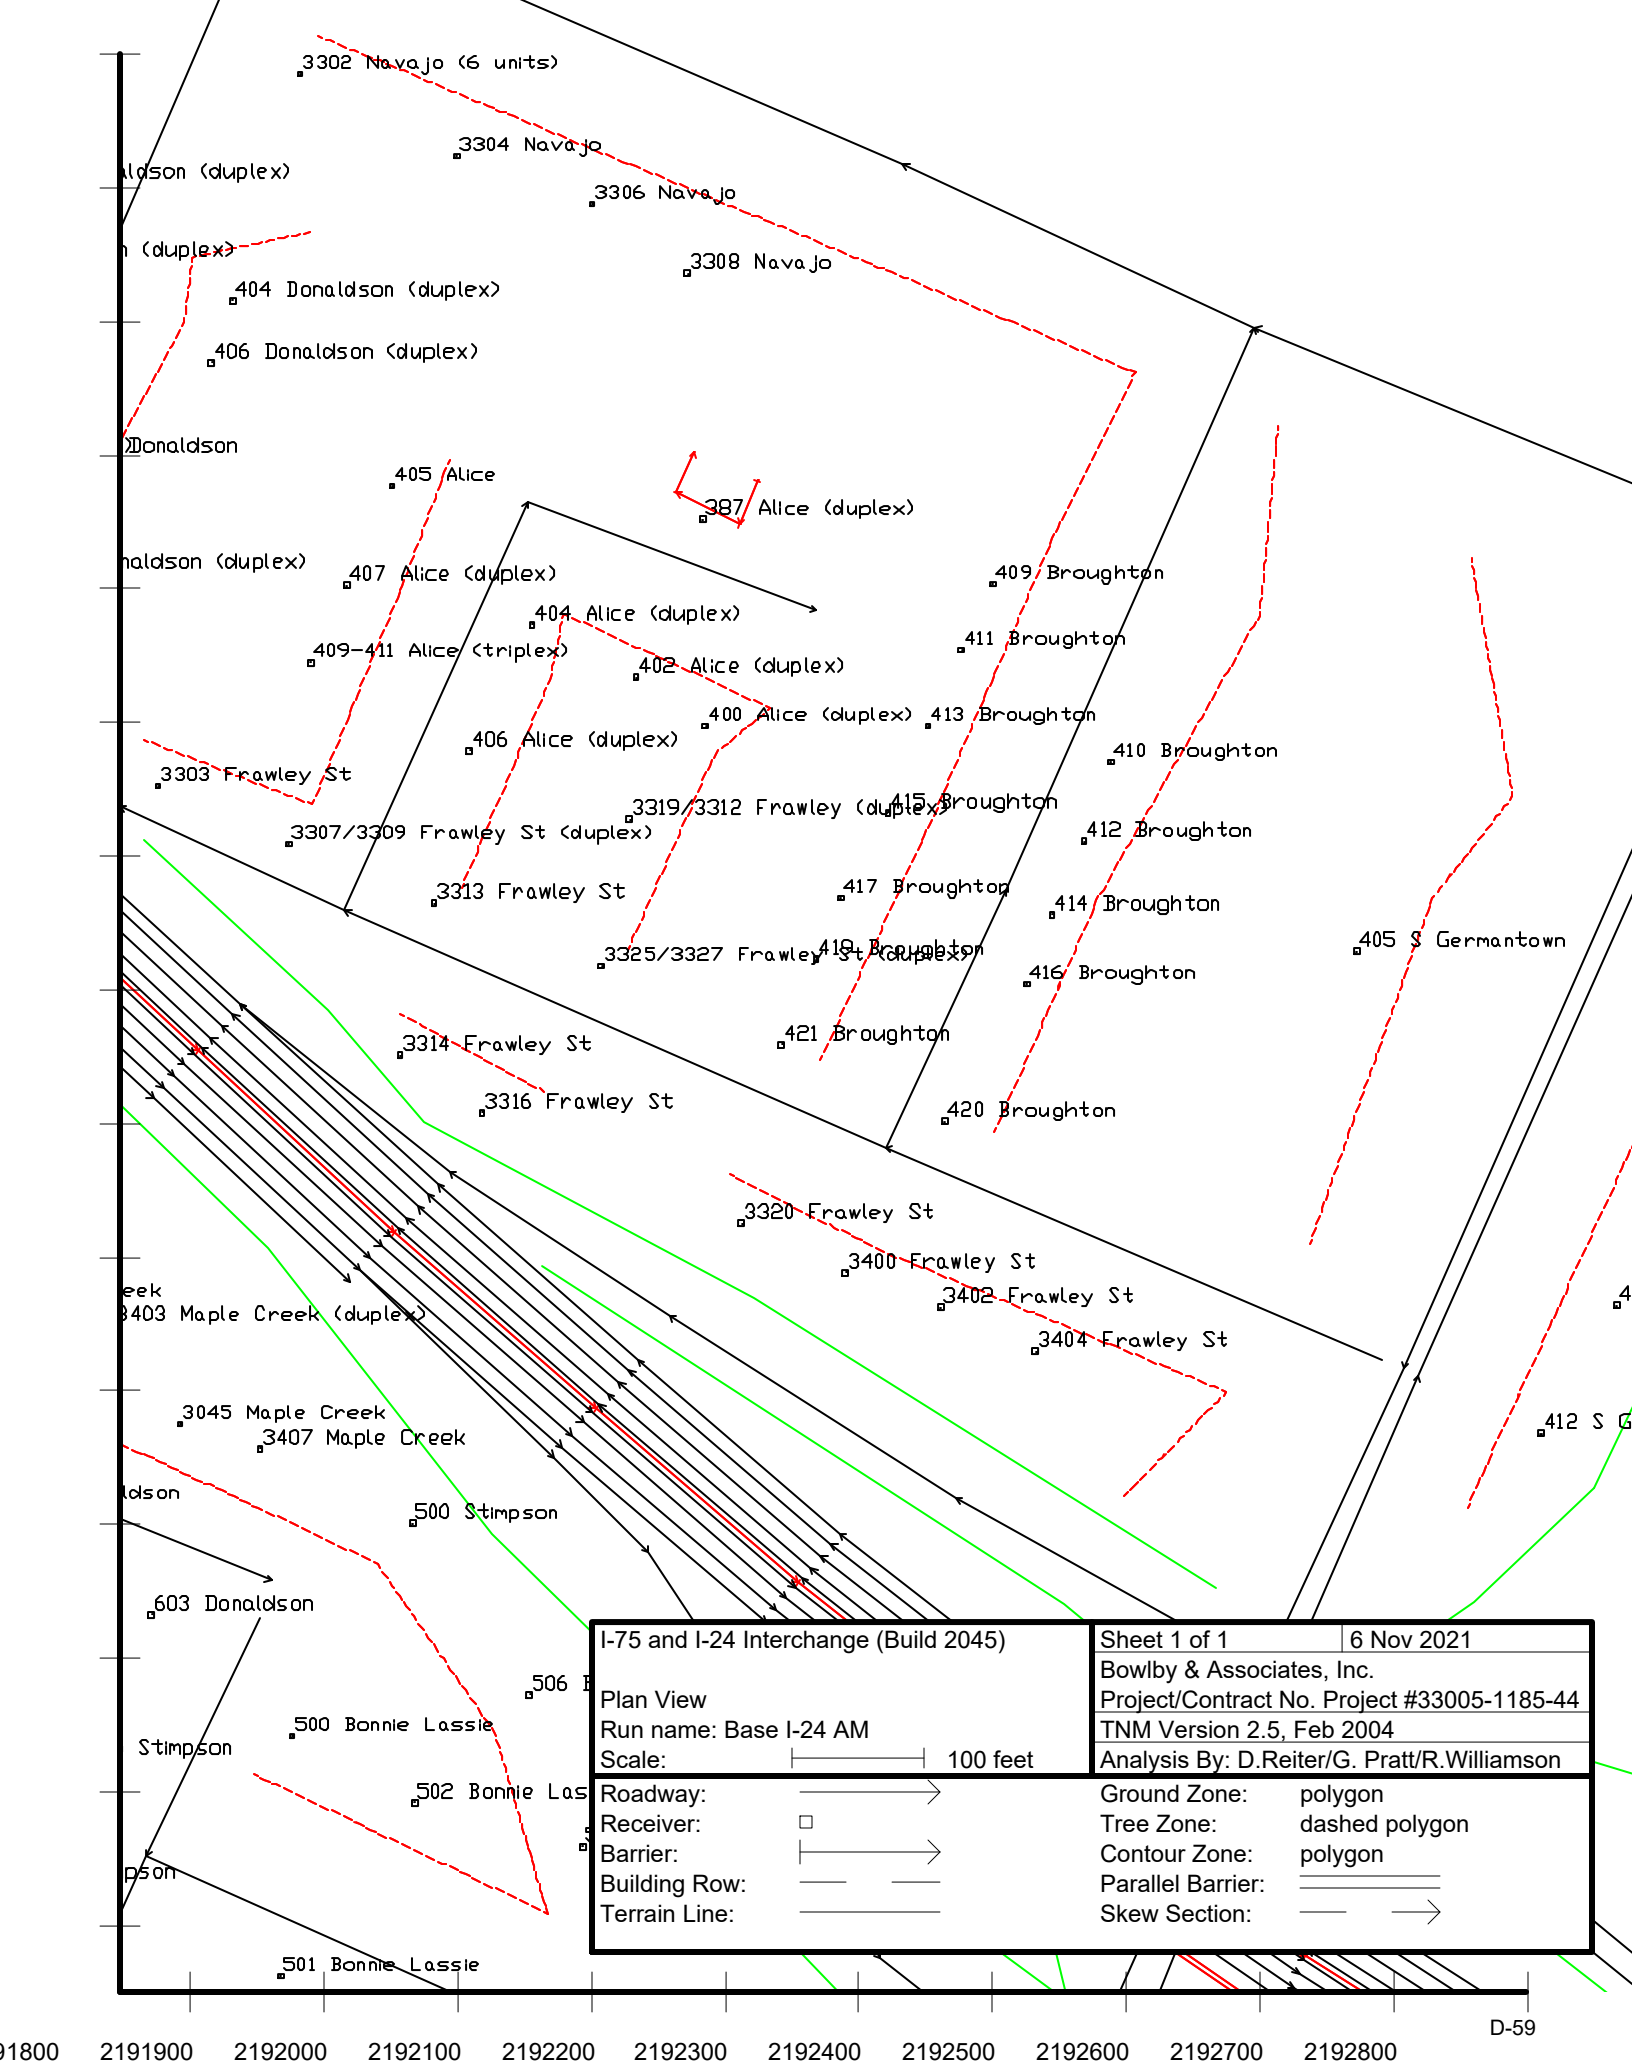 3302 Navajo (6 units)
3304 Navajo
(duplex)
3306 Navajo
(duplex)
3308 Navajo
404 Donaldson (duplex)
406 Donaldson (duplex)
Donaldson
405 Alice
387 Alice (duplex)
(duplex)
407 Alice (duplex)
409 Broughton
404 Alice (duplex)
411 Broughton
409-411 Alice (triplex)
402 Alice (duplex)
400 Alice (duplex)
413 Broughton
406 Alice (duplex)
410 Broughton
3303 Frawley St
3319/3312 Frawley (duplex)
415 Broughton
3307/3309 Frawley St (duplex)
412 Broughton
3313 Frawley St
417 Broughton
414 Broughton
405 S Germantown
3325/3327 Frawley St (duplex)
419 Broughton
416 Broughton
421 Broughton
3314 Frawley St
3316 Frawley St
420 Broughton
3320 Frawley St
3400 Frawley St
3402 Frawley St
3403 Maple Creek (duplex)
3404 Frawley St
3045 Maple Creek
3407 Maple Creek
412 S G
500 Stimpson
603 Donaldson
506 B
500 Bonnie Lassie
Stimpson
502 Bonnie Las
501 Bonnie Lassie
I-75 and I-24 Interchange (Build 2045)
Plan View
Run name: Base I-24 AM
Scale: 100 feet
Sheet 1 of 1 6 Nov 2021
Bowlby & Associates, Inc.
Project/Contract No. Project #33005-1185-44
TNM Version 2.5, Feb 2004
Analysis By: D.Reiter/G. Pratt/R.Williamson
Roadway:
Receiver:
Barrier:
Building Row:
Terrain Line:
Ground Zone: polygon
Tree Zone: dashed polygon
Contour Zone: polygon
Parallel Barrier:
Skew Section:
D-59
91800 2191900 2192000 2192100 2192200 2192300 2192400 2192500 2192600 2192700 2192800